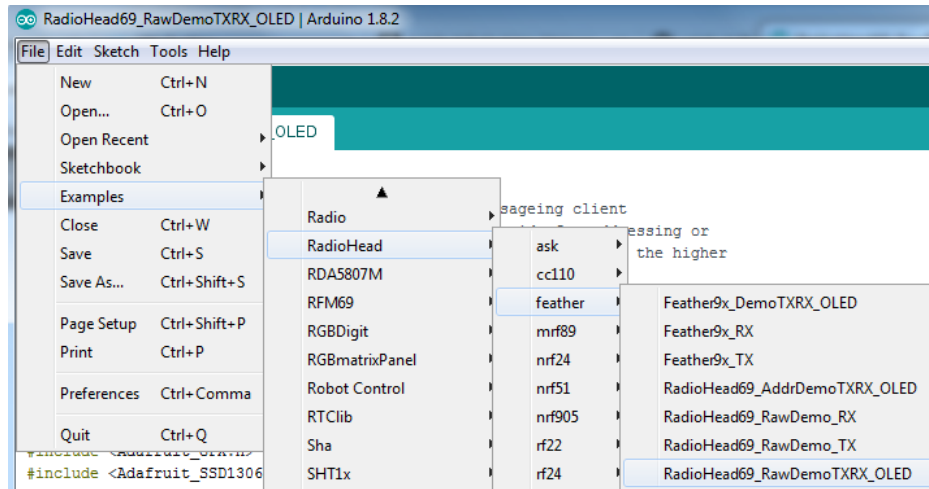 RadioHead69_RawDemoTXRX_OLED | Arduino 1.8.2
File Edit Sketch Tools Help
New Ctrl+N
Open... Ctrl+O
Open Recent
Sketchbook
Examples
Close Ctrl+W
Save Ctrl+S
Save As... Ctrl+Shift+S
Page Setup Ctrl+Shift+P
Print Ctrl+P
Preferences Ctrl+Comma
Quit Ctrl+Q
_OLED
Radio
RadioHead
RDA5807M
RFM69
RGBDigit
RGBmatrixPanel
Robot Control
RTClib
Sha
SHT1x
ask
cc110
feather
mrf89
nrf24
nrf51
nrf905
rf22
rf24
Feather9x_DemoTXRX_OLED
Feather9x_RX
Feather9x_TX
RadioHead69_AddrDemoTXRX_OLED
RadioHead69_RawDemo_RX
RadioHead69_RawDemo_TX
RadioHead69_RawDemoTXRX_OLED
sageing client
essing or
the higher
#include <Adafruit_GFX.h>
#include <Adafruit_SSD1306